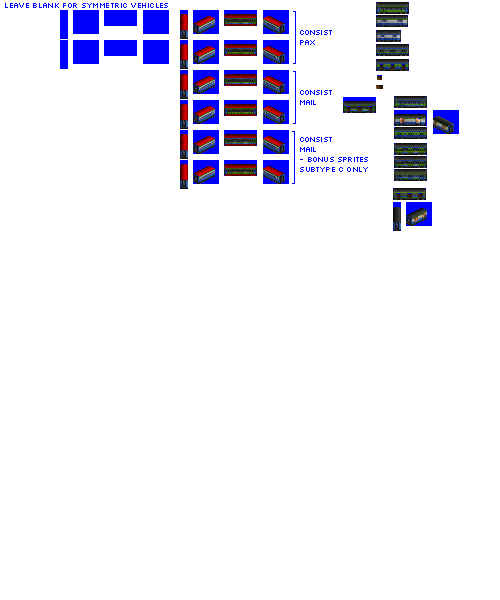 LEAVE BLANK FOR SYMMETRIC VEHICLES
CONSIST
PAX
CONSIST
MAIL
CONSIST
MAIL
- BONUS SPRITES
SUBTYPE C ONLY